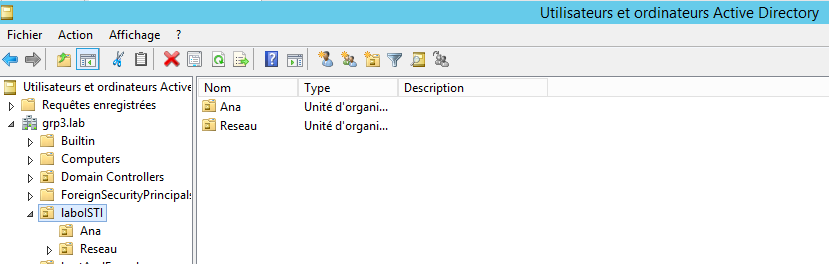 Utilisateurs et ordinateurs Active Directory
Fichier Action Affichage ?
Utilisateurs et ordinateurs Active
Requêtes enregistrées
grp3.lab
Builtin
Computers
Domain Controllers
ForeignSecurityPrincipals
laboISTI
Ana
Reseau
Nom Type Description
Ana Unité d'organi...
Reseau Unité d'organi...